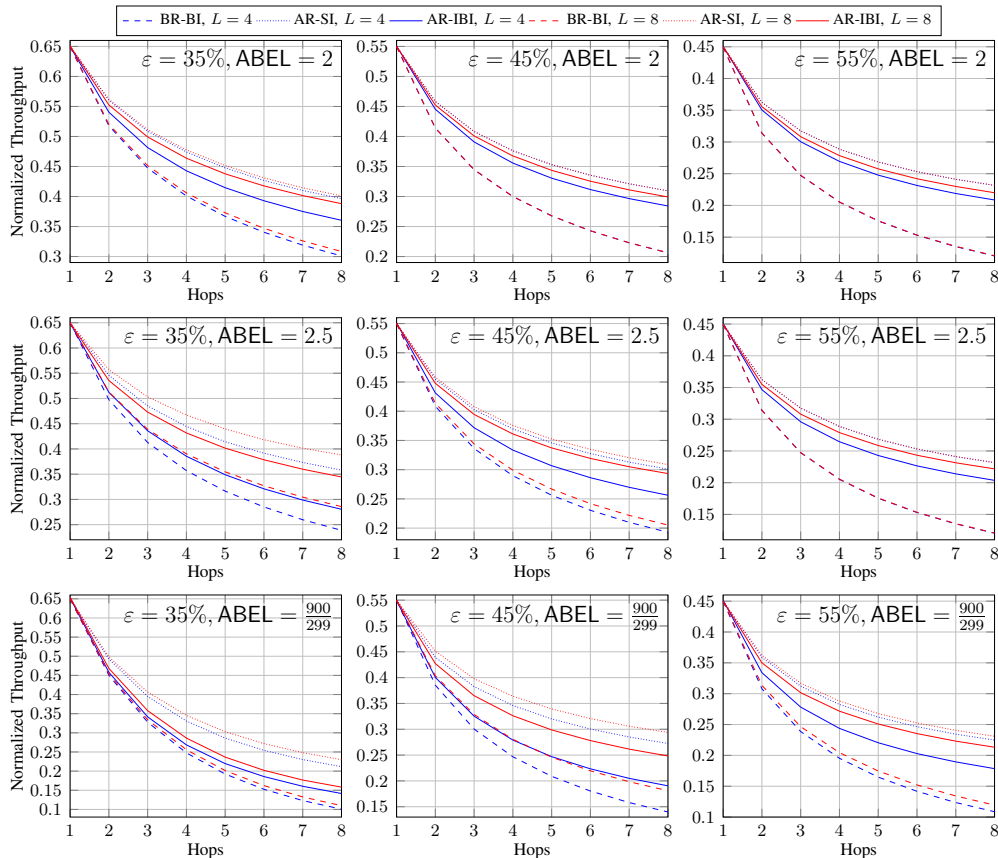 BR-BI, L = 4 AR-SI, L = 4 AR-IBI, L = 4 BR-BI, L = 8 AR-SI, L = 8 AR-IBI, L = 8
ε = 35%, ABEL = 2
Normalized Throughput
0.65
0.6
0.55
0.5
0.45
0.4
0.35
0.3
1 2 3 4 5 6 7 8
Hops
ε = 45%, ABEL = 2
0.55
0.5
0.45
0.4
0.35
0.3
0.25
0.2
1 2 3 4 5 6 7 8
Hops
ε = 55%, ABEL = 2
0.45
0.4
0.35
0.3
0.25
0.2
0.15
1 2 3 4 5 6 7 8
Hops
ε = 35%, ABEL = 2.5
Normalized Throughput
0.65
0.6
0.55
0.5
0.45
0.4
0.35
0.3
0.25
1 2 3 4 5 6 7 8
Hops
ε = 45%, ABEL = 2.5
0.55
0.5
0.45
0.4
0.35
0.3
0.25
0.2
1 2 3 4 5 6 7 8
Hops
ε = 55%, ABEL = 2.5
0.45
0.4
0.35
0.3
0.25
0.2
0.15
1 2 3 4 5 6 7 8
Hops
ε = 35%, ABEL = 900/299
Normalized Throughput
0.65
0.6
0.55
0.5
0.45
0.4
0.35
0.3
0.25
0.2
0.15
0.1
1 2 3 4 5 6 7 8
Hops
ε = 45%, ABEL = 900/299
0.55
0.5
0.45
0.4
0.35
0.3
0.25
0.2
0.15
1 2 3 4 5 6 7 8
Hops
ε = 55%, ABEL = 900/299
0.45
0.4
0.35
0.3
0.25
0.2
0.15
0.1
1 2 3 4 5 6 7 8
Hops